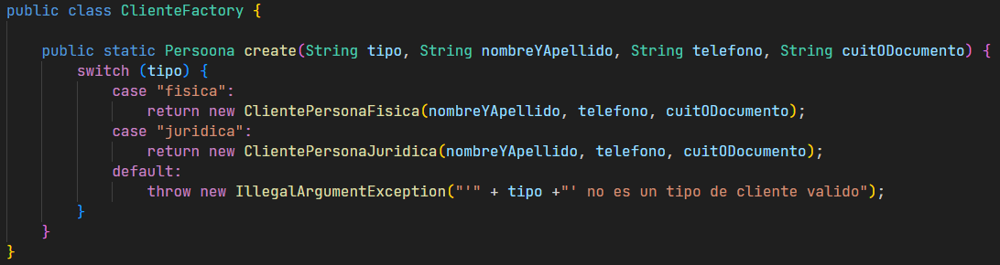 public class ClienteFactory {
public static Persoona create(String tipo, String nombreYApellido, String telefono, String cuitODocumento) {
switch (tipo) {
case "fisica":
return new ClientePersonaFisica(nombreYApellido, telefono, cuitODocumento);
case "juridica":
return new ClientePersonaJuridica(nombreYApellido, telefono, cuitODocumento);
default:
throw new IllegalArgumentException("'" + tipo +"' no es un tipo de cliente valido");
}
}
}